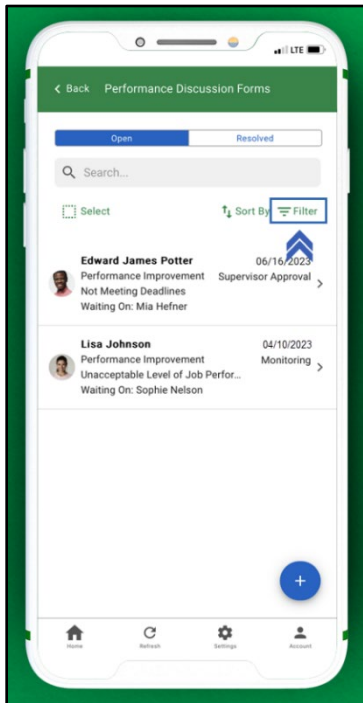 LTE
Back Performance Discussion Forms
Open Resolved
Search...
Select Sort By Filter
Edward James Potter 06/16/2023
Performance Improvement Supervisor Approval
Not Meeting Deadlines
Waiting On: Mia Hefner
Lisa Johnson 04/10/2023
Performance Improvement Monitoring
Unacceptable Level of Job Perfor...
Waiting On: Sophie Nelson
Home Refresh Settings Account